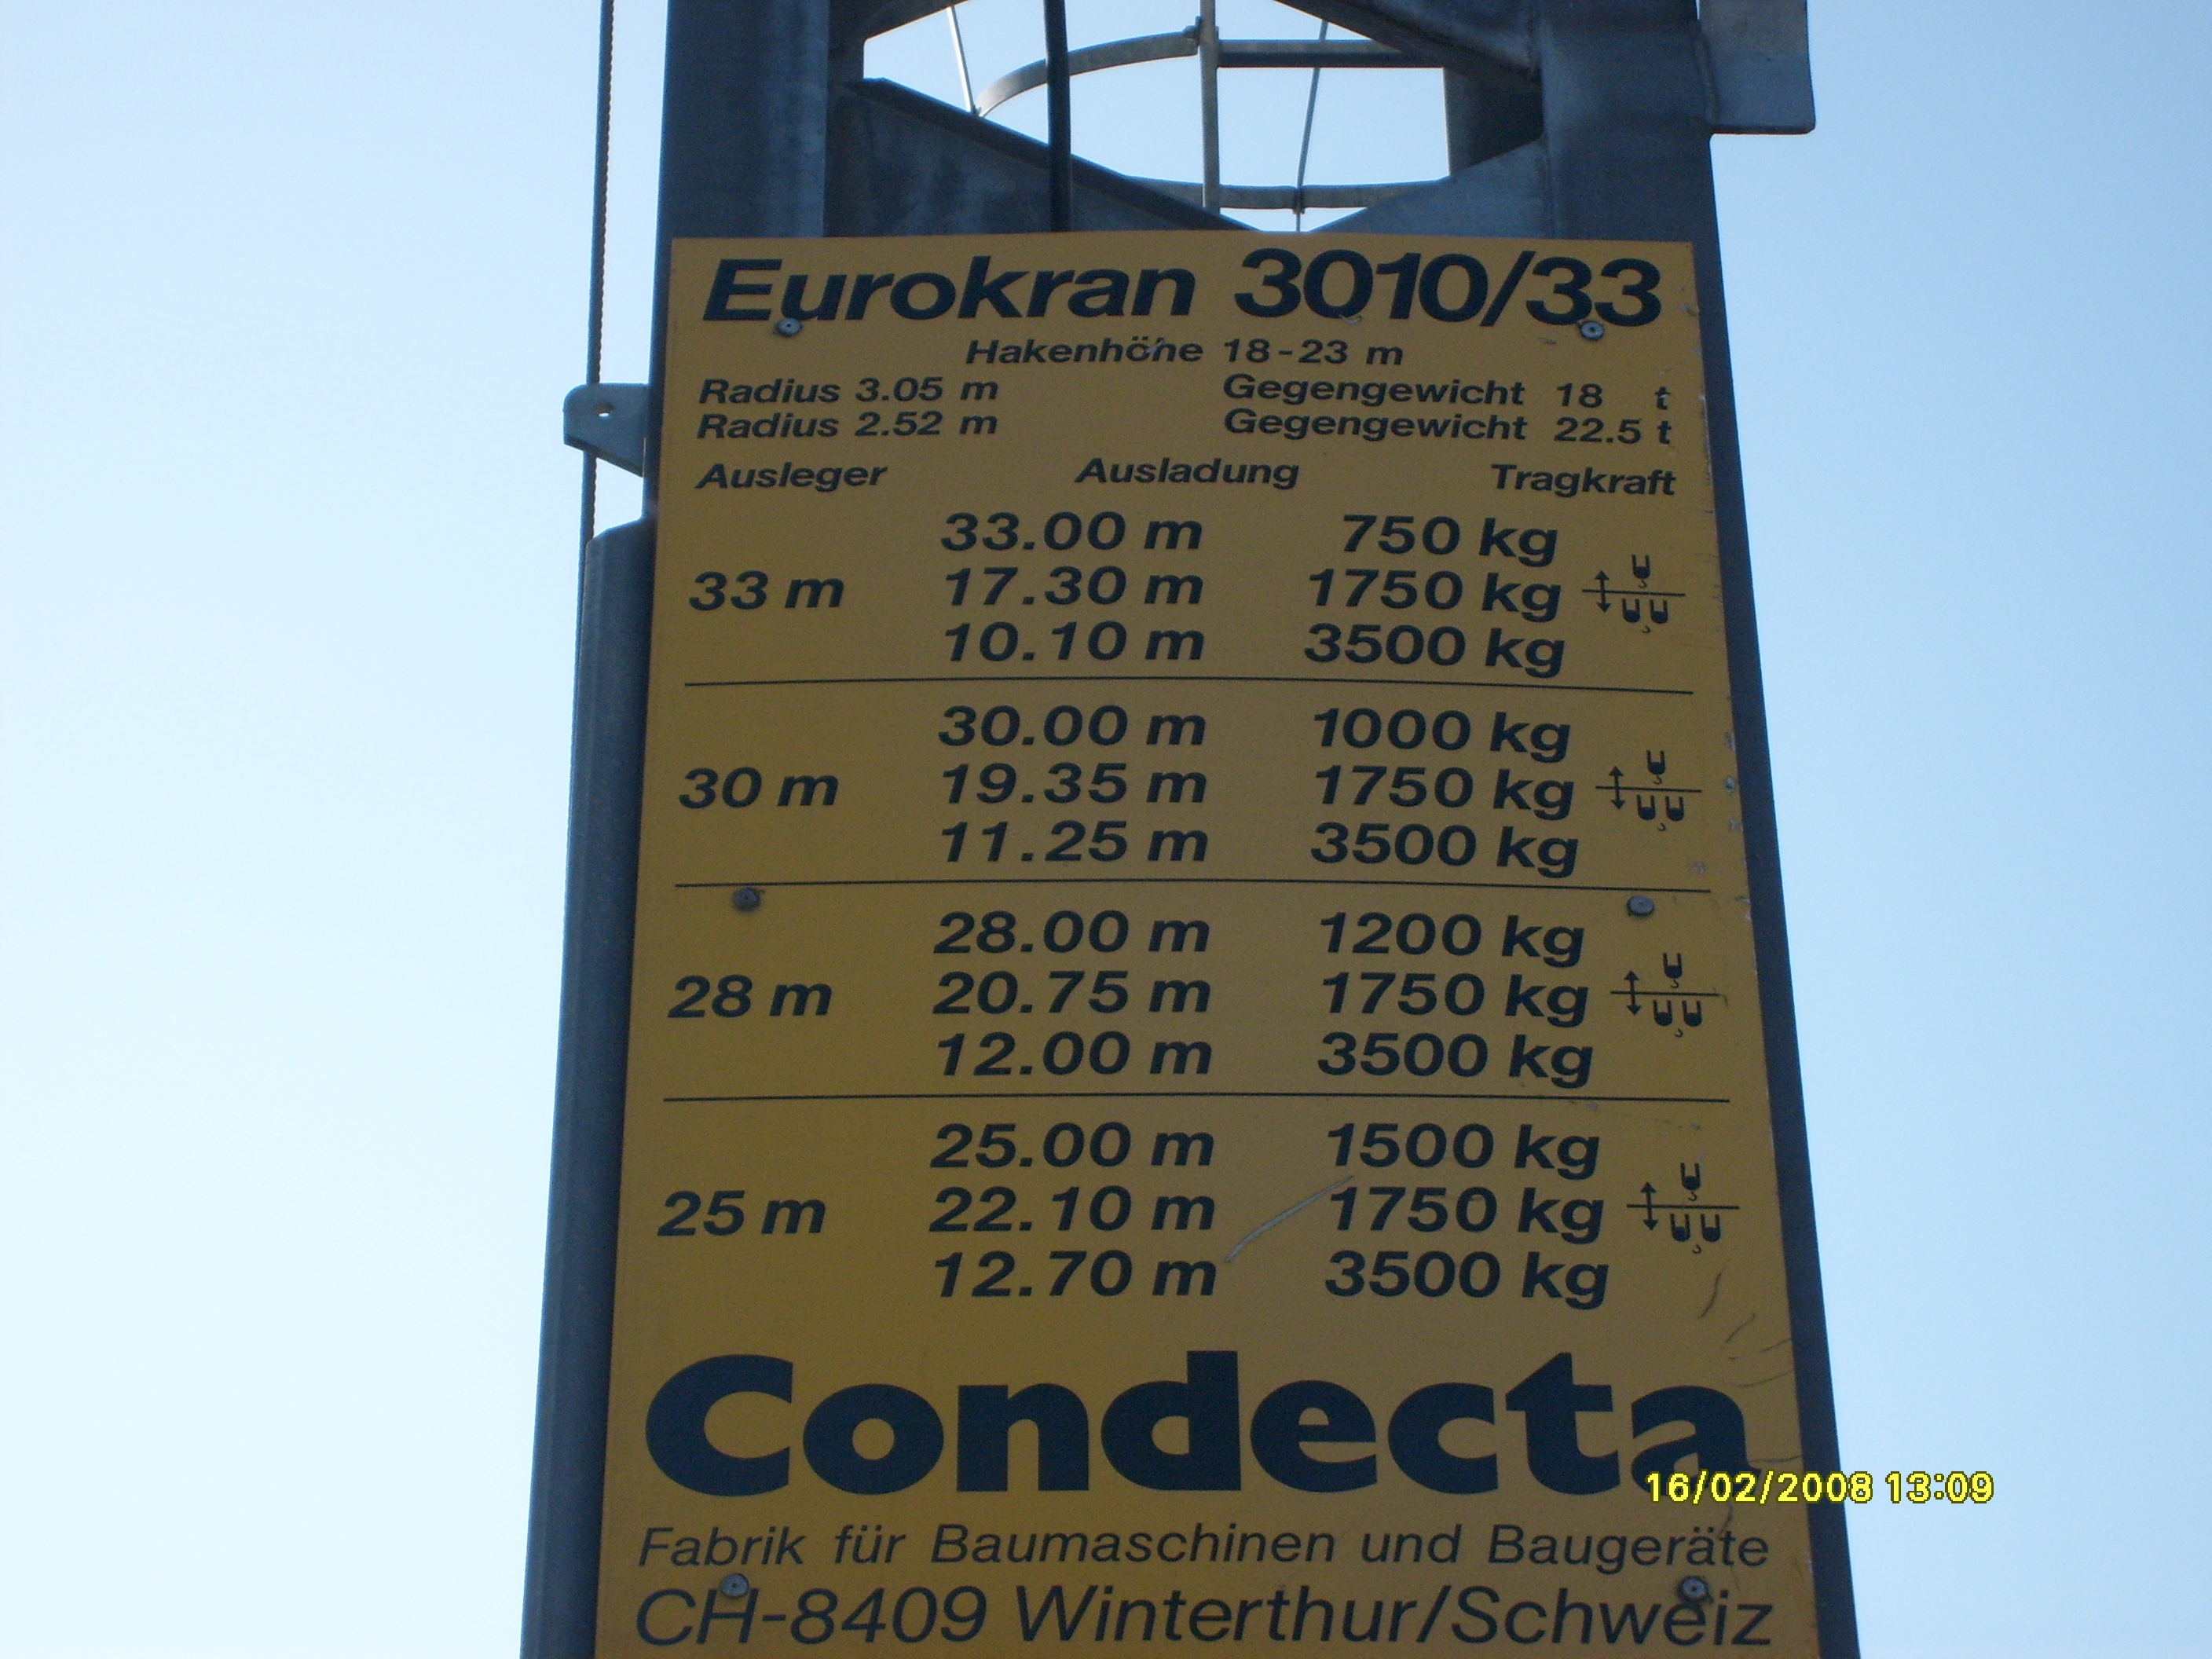 Eurokran 3010/33
Hakenhöhe 18-23 m
Radius 3.05 m Gegengewicht 18 t
Radius 2.52 m Gegengewicht 22.5 t
Ausleger Ausladung Tragkraft
33.00 m 750 kg
33 m 17.30 m 1750 kg
10.10 m 3500 kg
30.00 m 1000 kg
30 m 19.35 m 1750 kg
11.25 m 3500 kg
28.00 m 1200 kg
28 m 20.75 m 1750 kg
12.00 m 3500 kg
25.00 m 1500 kg
25 m 22.10 m 1750 kg
12.70 m 3500 kg
Condecta
16/02/2008 13:09
Fabrik für Baumaschinen und Baugeräte
CH-8409 Winterthur/Schweiz